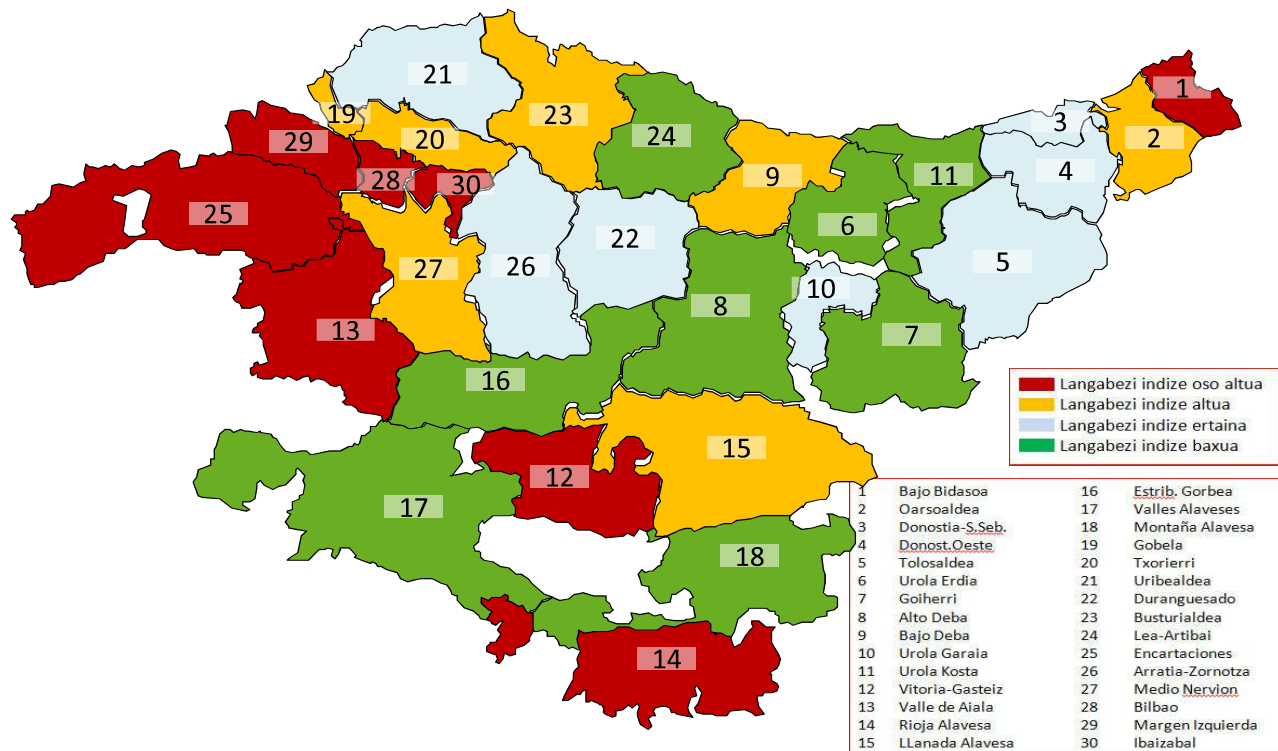 21
1
19
23
3
29
20
24
2
28
30
9
11
4
25
6
27
26
22
5
10
13
8
7
16
15
12
17
18
14
Langabezi indize oso altua
Langabezi indize altua
Langabezi indize ertaina
Langabezi indize baxua
1 Bajo Bidasoa 16 Estrib. Gorbea
2 Oarsoaldea 17 Valles Alaveses
3 Donostia-S.Seb. 18 Montaña Alavesa
4 Donost.Oeste 19 Gobela
5 Tolosaldea 20 Txorierri
6 Urola Erdia 21 Uribealdea
7 Goiherri 22 Duranguesado
8 Alto Deba 23 Busturialdea
9 Bajo Deba 24 Lea-Artibai
10 Urola Garaia 25 Encartaciones
11 Urola Kosta 26 Arratia-Zornotza
12 Vitoria-Gasteiz 27 Medio Nervion
13 Valle de Aiala 28 Bilbao
14 Rioja Alavesa 29 Margen Izquierda
15 LLanada Alavesa 30 Ibaizabal